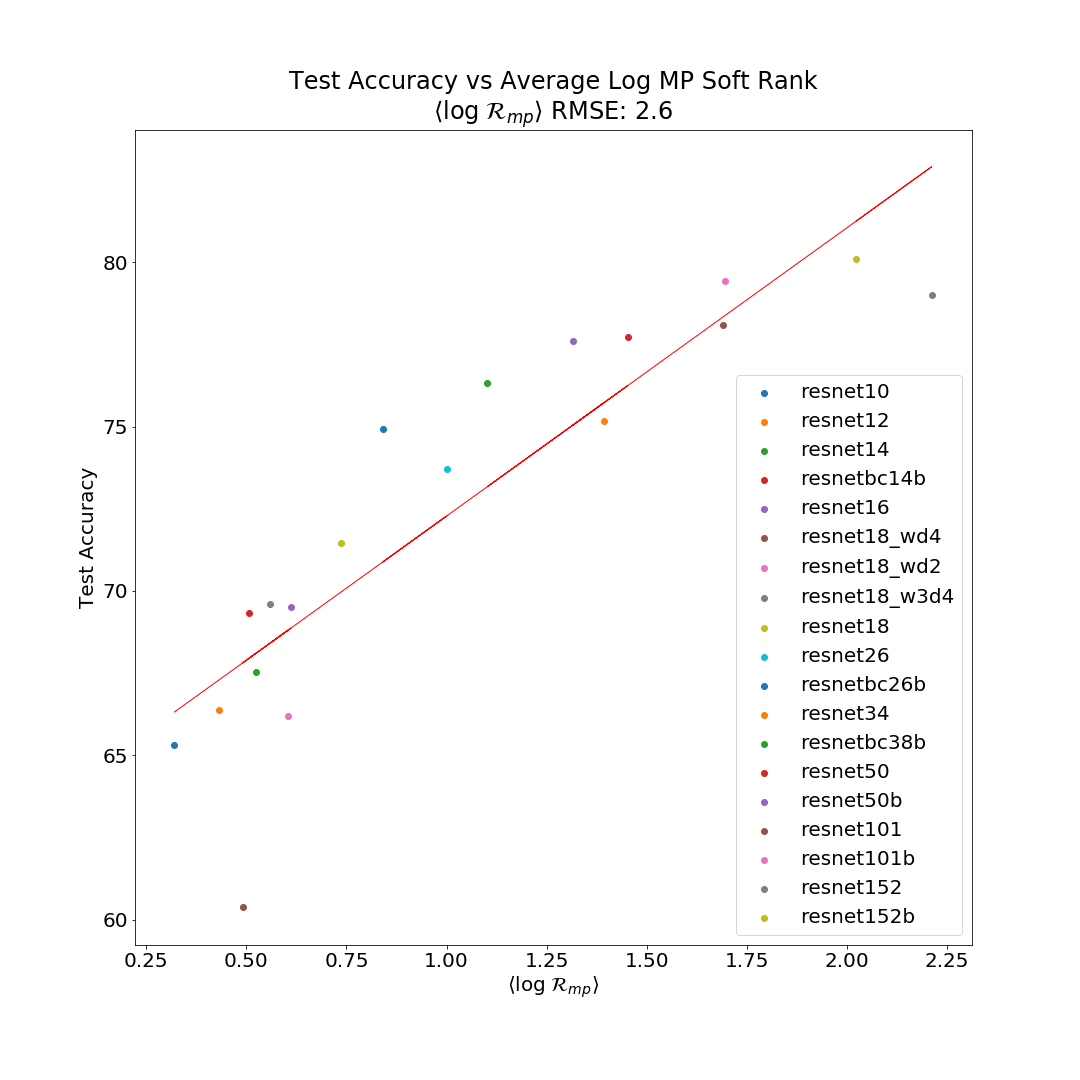 Test Accuracy vs Average Log MP Soft Rank
⟨log ℛₘₚ⟩ RMSE: 2.6
Test Accuracy
80
75
70
65
60
resnet10
resnet12
resnet14
resnetbc14b
resnet16
resnet18_wd4
resnet18_wd2
resnet18_w3d4
resnet18
resnet26
resnetbc26b
resnet34
resnetbc38b
resnet50
resnet50b
resnet101
resnet101b
resnet152
resnet152b
0.25 0.50 0.75 1.00 1.25 1.50 1.75 2.00 2.25
⟨log ℛₘₚ⟩